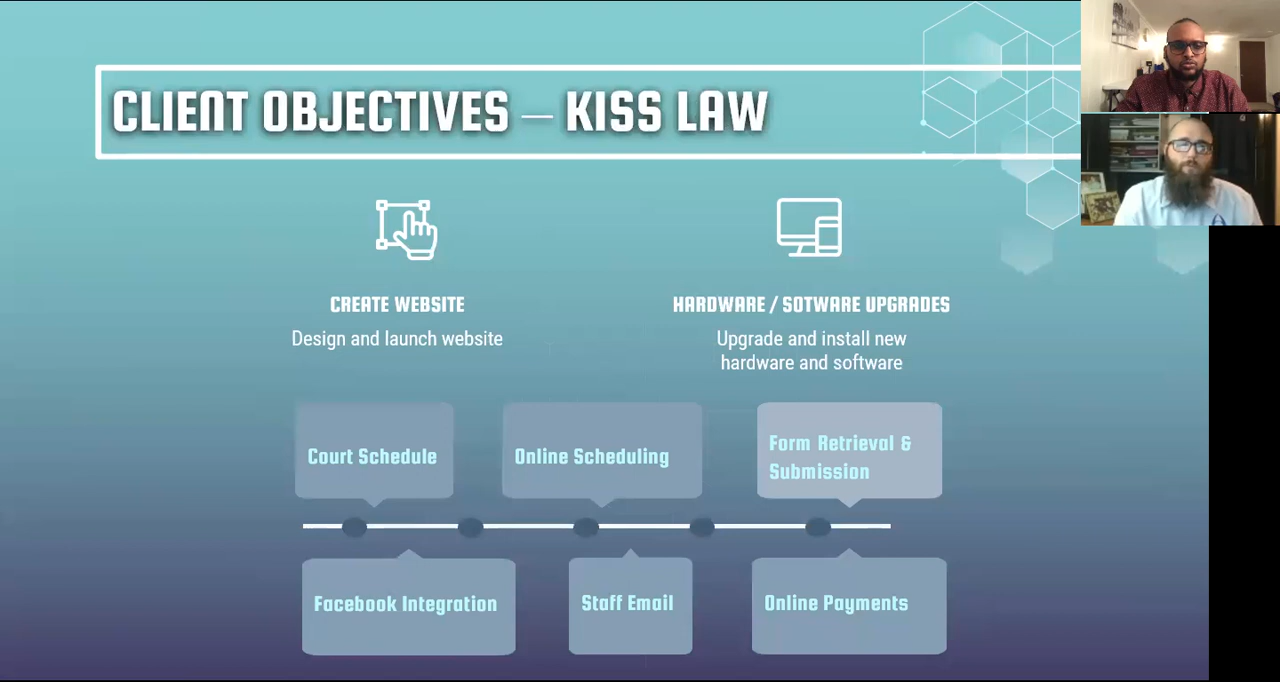 CLIENT OBJECTIVES – KISS LAW
CREATE WEBSITE
Design and launch website
HARDWARE / SOTWARE UPGRADES
Upgrade and install new
hardware and software
Court Schedule
Online Scheduling
Form Retrieval &
Submission
Facebook Integration
Staff Email
Online Payments